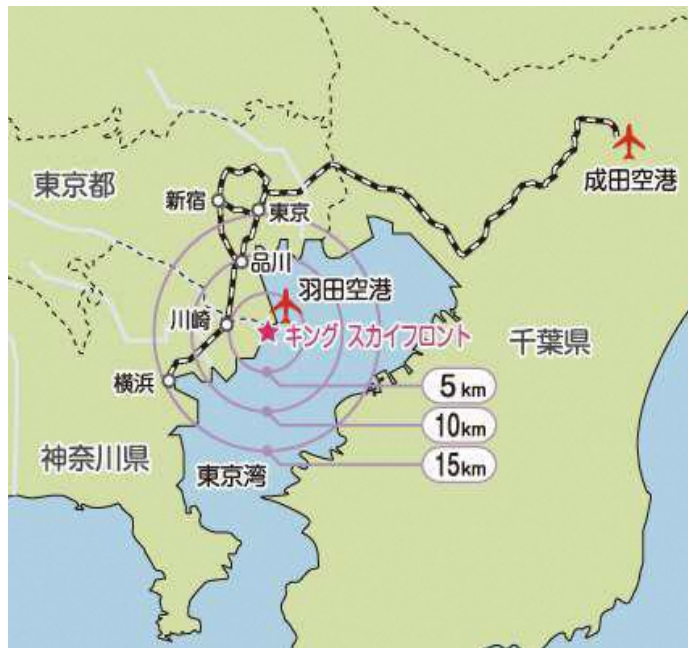 成田空港
東京都
新宿
東京
品川
羽田空港
川崎
キング スカイフロント
千葉県
横浜
5km
10km
神奈川県
15km
東京湾